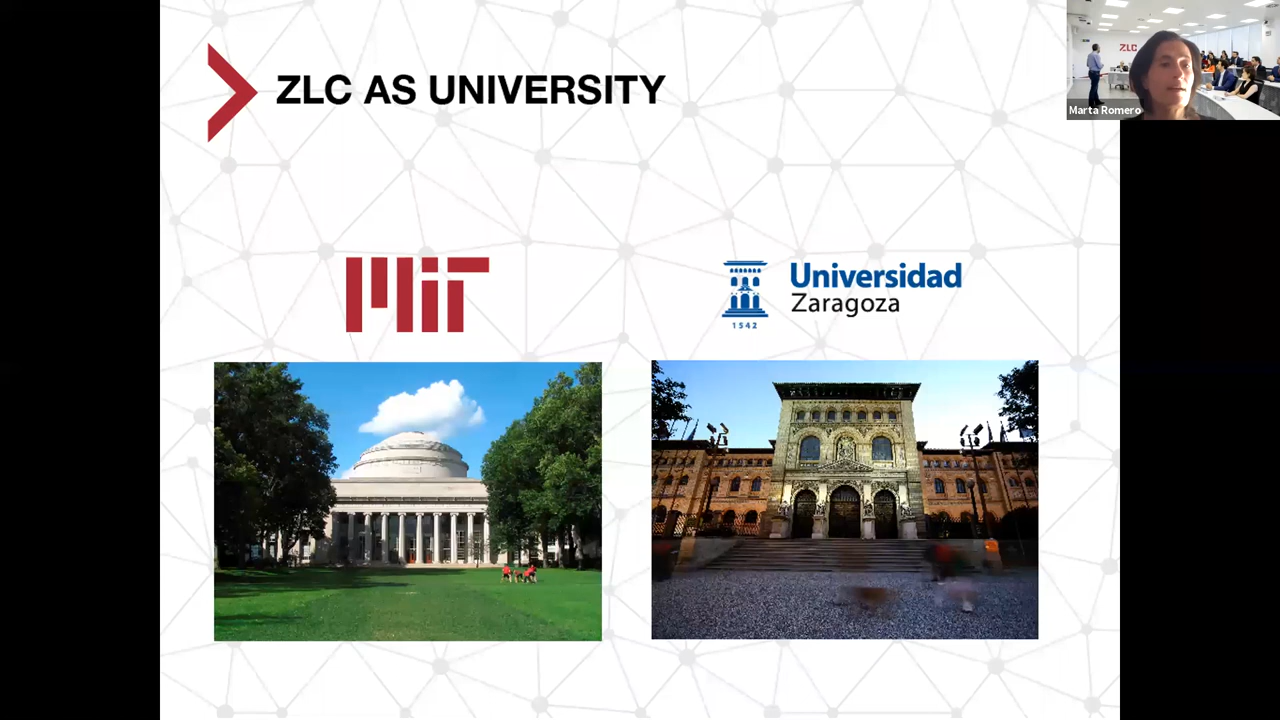 ZLC AS UNIVERSITY
ZLC
Marta Romero
MIT
Universidad
Zaragoza
1542